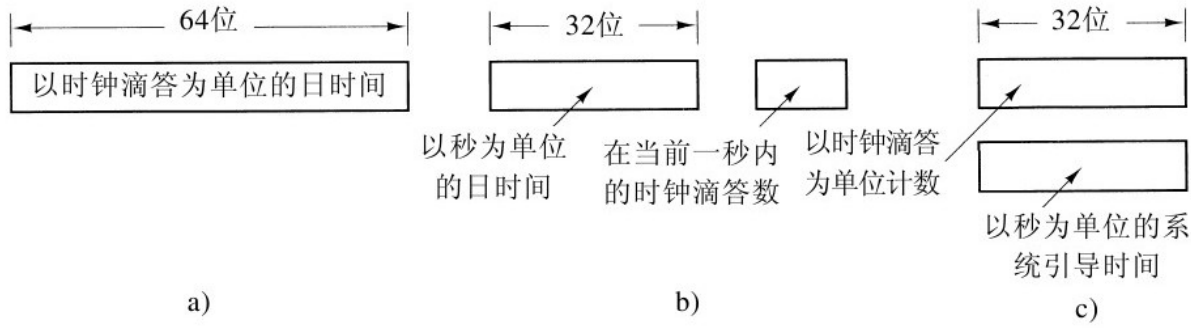 64位
以时钟滴答为单位的日时间
a)
32位
以秒为单位
的日时间
在当前一秒内
的时钟滴答数
b)
32位
以时钟滴答
为单位计数
以秒为单位的系
统引导时间
c)